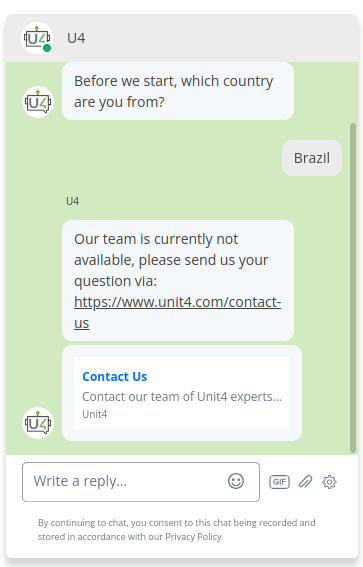 U4
U4
Before we start, which country
are you from?
U4
Brazil
U4
Our team is currently not
available, please send us your
question via:
https://www.unit4.com/contact-
us
Contact Us
Contact our team of Unit4 experts...
Unit4
U4
Write a reply...
GIF
By continuing to chat, you consent to this chat being recorded and
stored in accordance with our Privacy Policy